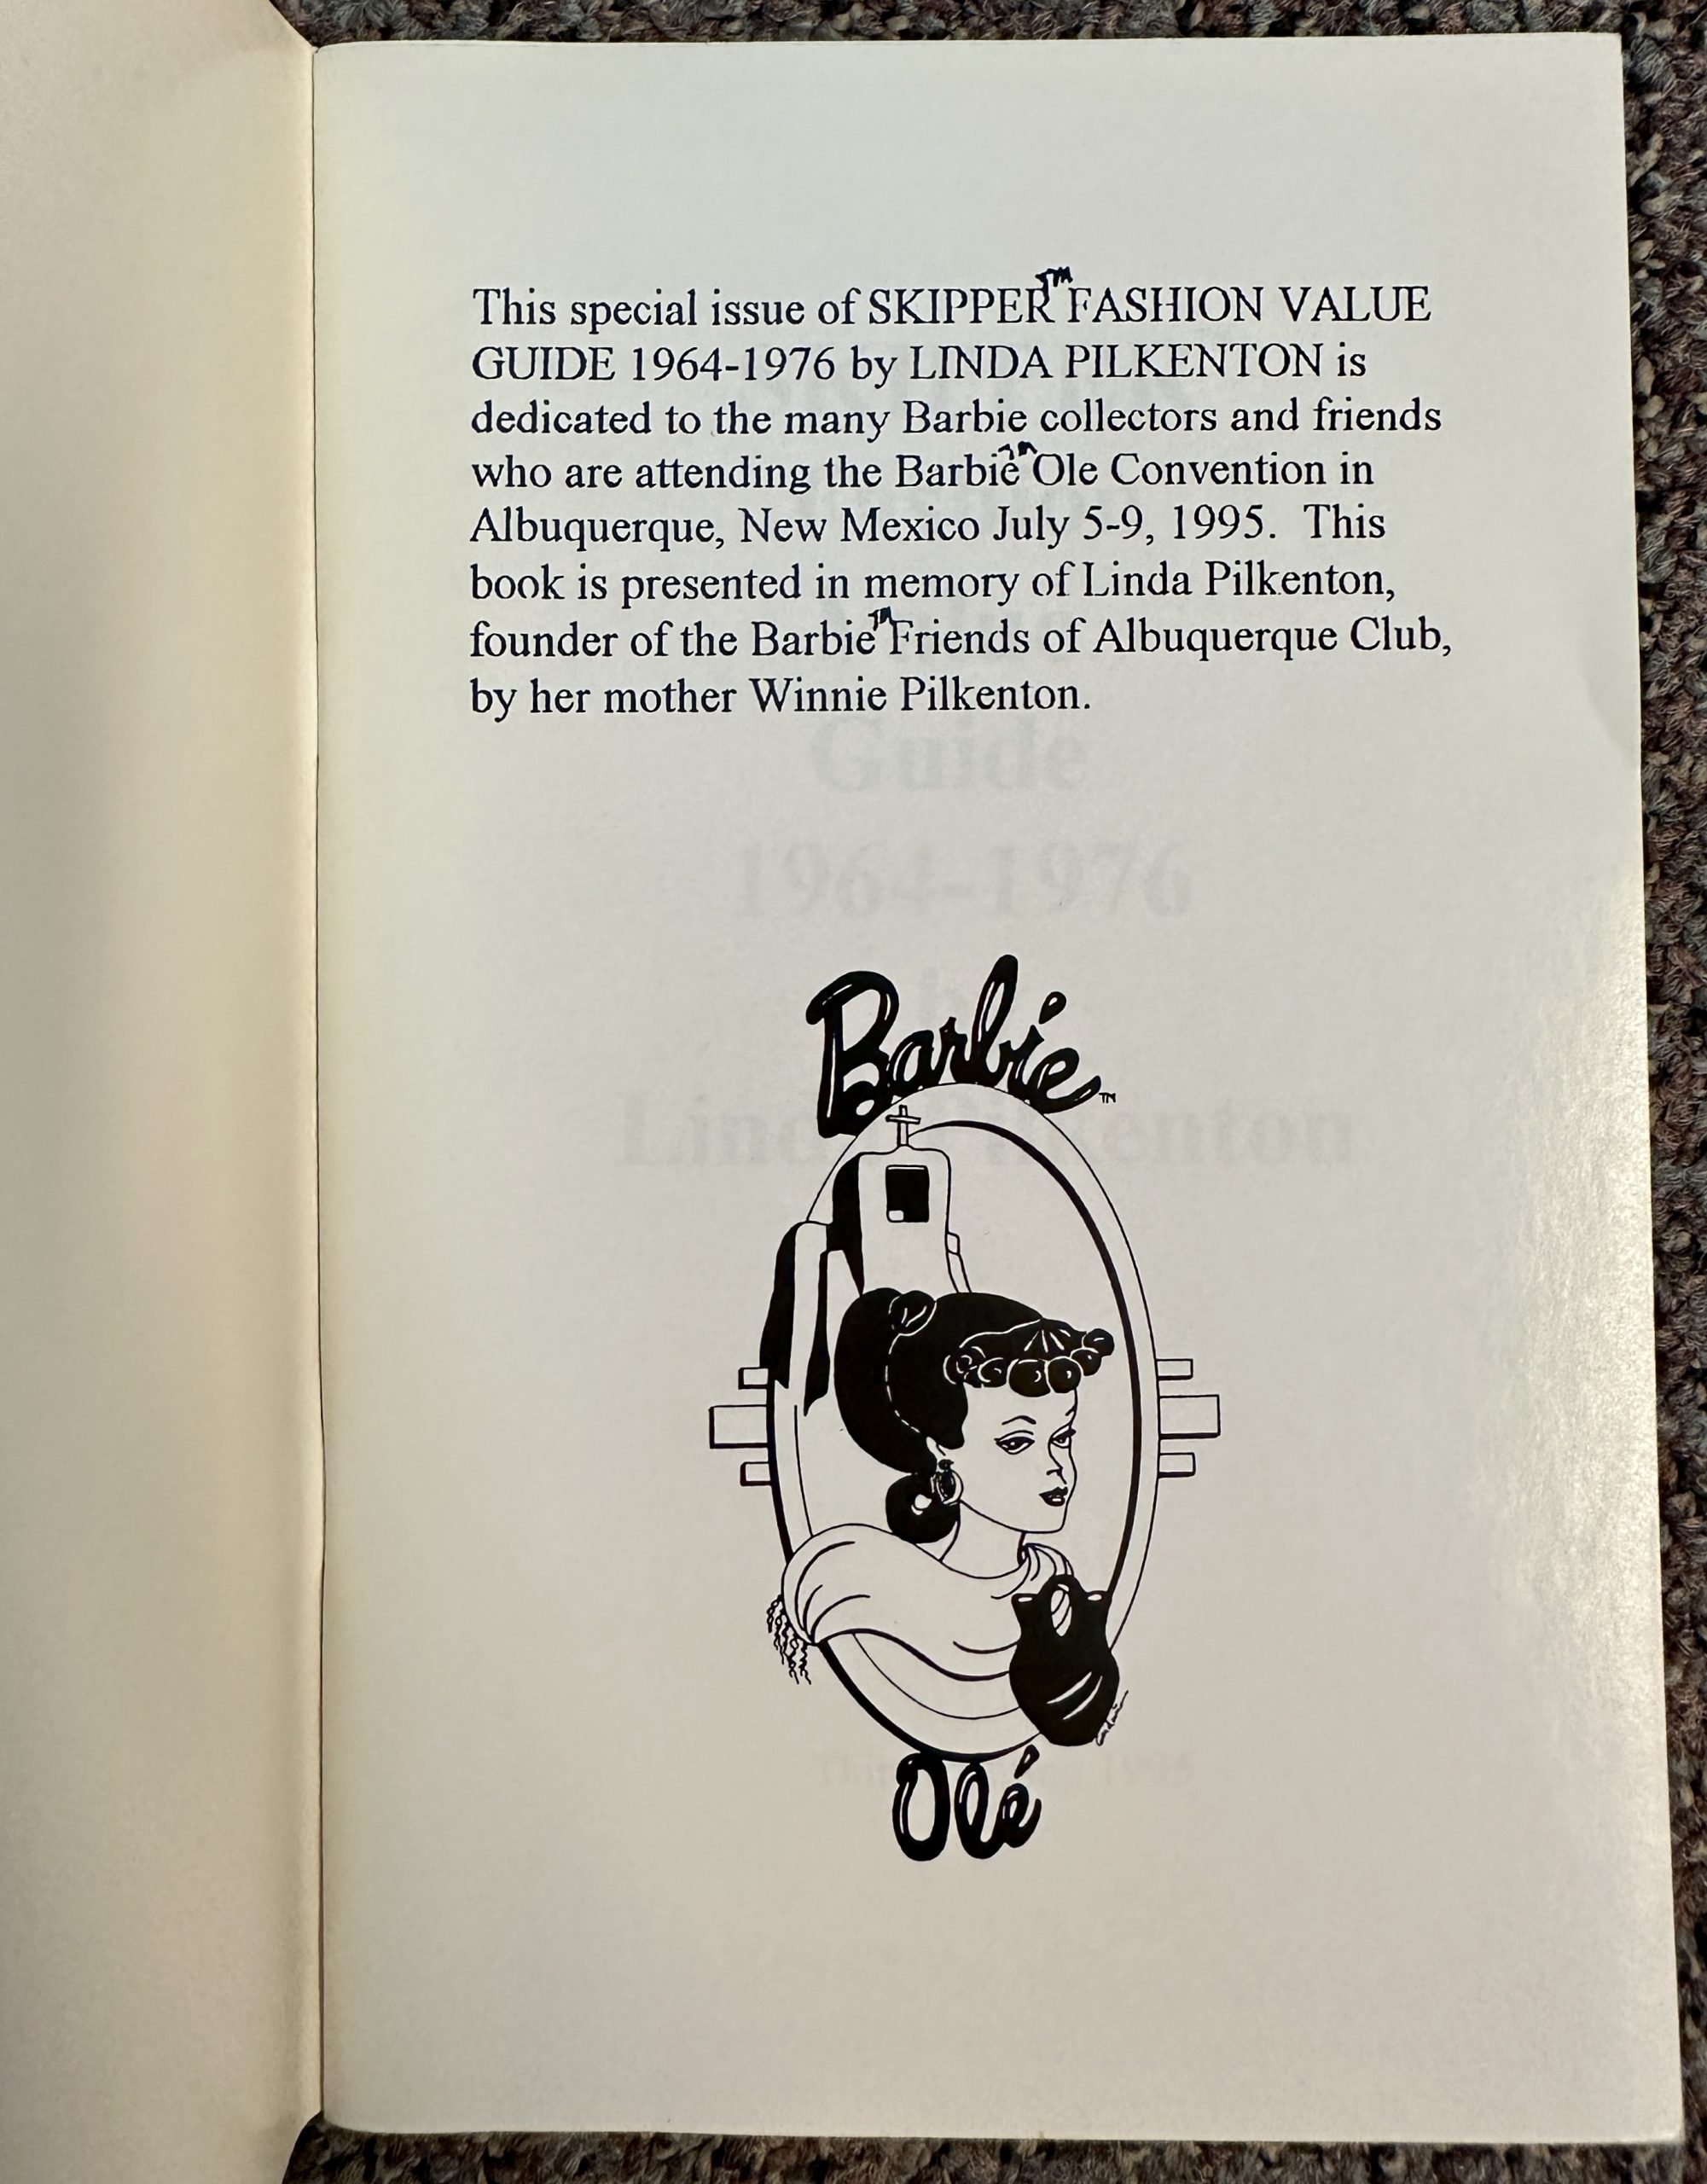 This special issue of SKIPPER™ FASHION VALUE
GUIDE 1964-1976 by LINDA PILKENTON is
dedicated to the many Barbie collectors and friends
who are attending the Barbie™ Ole Convention in
Albuquerque, New Mexico July 5-9, 1995. This
book is presented in memory of Linda Pilkenton,
founder of the Barbie™ Friends of Albuquerque Club,
by her mother Winnie Pilkenton.
Guide
1964-1976
Barbie™
Olé